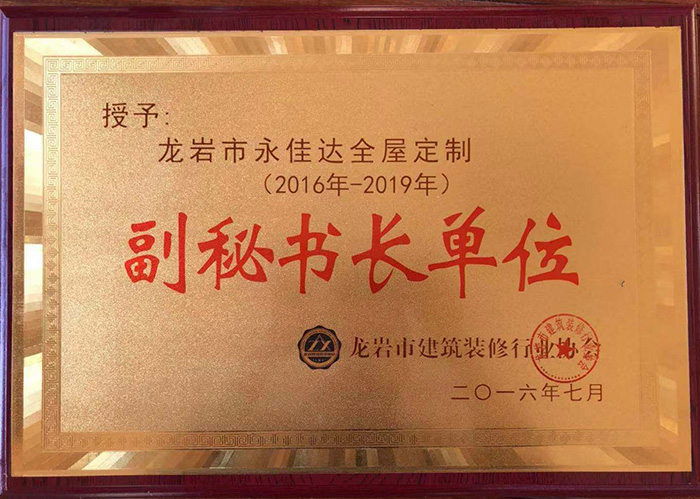 授予:
龙岩市永佳达全屋定制
(2016年-2019年)
副秘书长单位
龙岩市建筑装修行业协会
二〇一六年七月